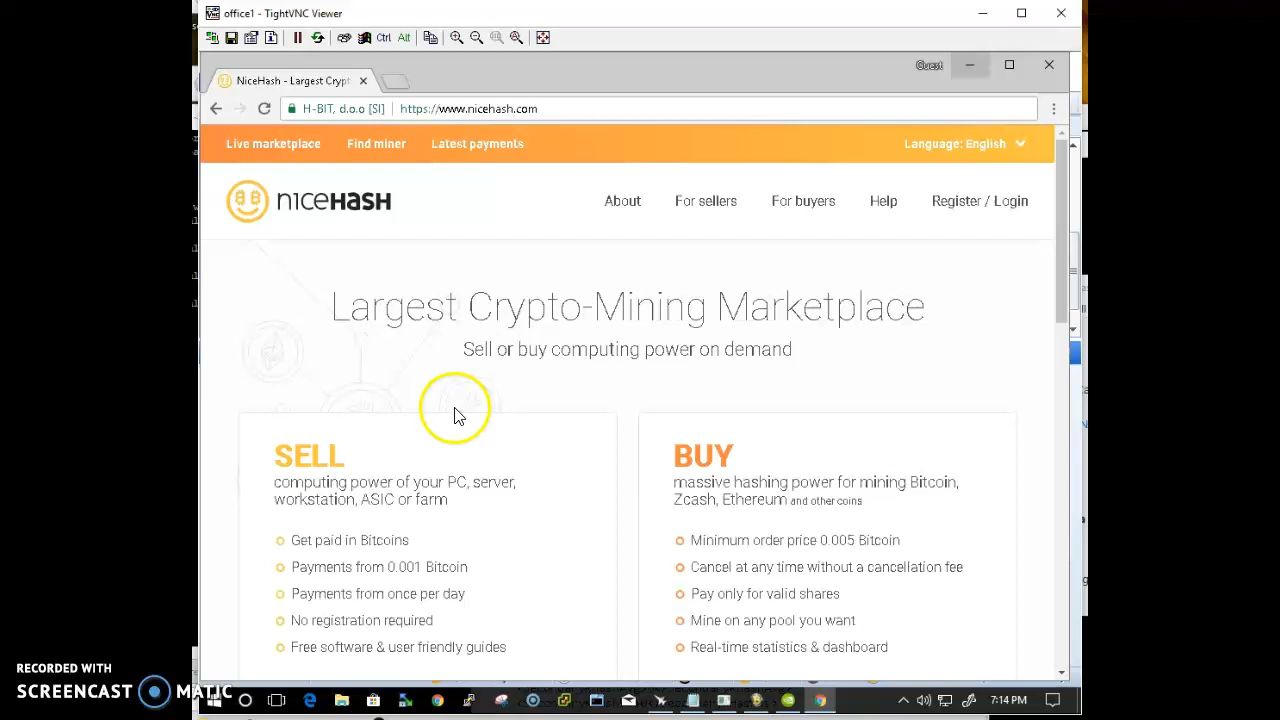 office1 - TightVNC Viewer
Ctrl Alt
Guest
NiceHash - Largest Crypt
H-BIT, d.o.o [SI] https://www.nicehash.com
Live marketplace Find miner Latest payments Language: English
nıceHaSH About For sellers For buyers Help Register / Login
Largest Crypto-Mining Marketplace
Sell or buy computing power on demand
SELL
computing power of your PC, server,
workstation, ASIC or farm
Get paid in Bitcoins
Payments from 0.001 Bitcoin
Payments from once per day
No registration required
Free software & user friendly guides
BUY
massive hashing power for mining Bitcoin,
Zcash, Ethereum and other coins
Minimum order price 0.005 Bitcoin
Cancel at any time without a cancellation fee
Pay only for valid shares
Mine on any pool you want
Real-time statistics & dashboard
RECORDED WITH
SCREENCAST MATIC
7:14 PM